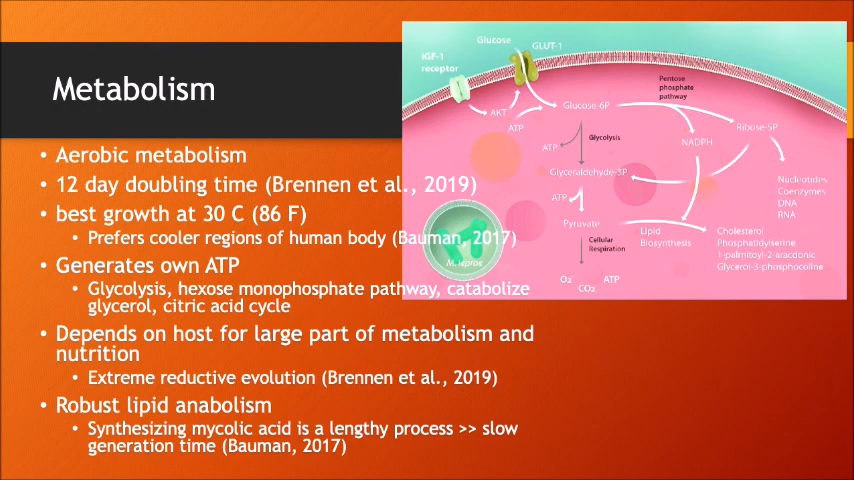 Metabolism
• Aerobic metabolism
• 12 day doubling time (Brennen et al., 2019)
• best growth at 30 C (86 F)
• Prefers cooler regions of human body (Bauman, 2017)
• Generates own ATP
• Glycolysis, hexose monophosphate pathway, catabolize
glycerol, citric acid cycle
• Depends on host for large part of metabolism and
nutrition
• Extreme reductive evolution (Brennen et al., 2019)
• Robust lipid anabolism
• Synthesizing mycolic acid is a lengthy process >> slow
generation time (Bauman, 2017)
Glucose
GLUT-1
IGF-1
receptor
Pentose
phosphate
pathway
AKT
Glucose-6P
ATP
Ribose-5P
Glycolysis
NADPH
ATP
Glyceraldehyde-3P
Nucleotides
Coenzymes
DNA
RNA
ATP
Pyruvate
Lipid
Biosynthesis
Cholesterol
Phosphatidylserine
1-palmitoyl-2-aracdonic
Glycerol-3-phosphocoline
Cellular
Respiration
M. leprae
O₂
CO₂
ATP